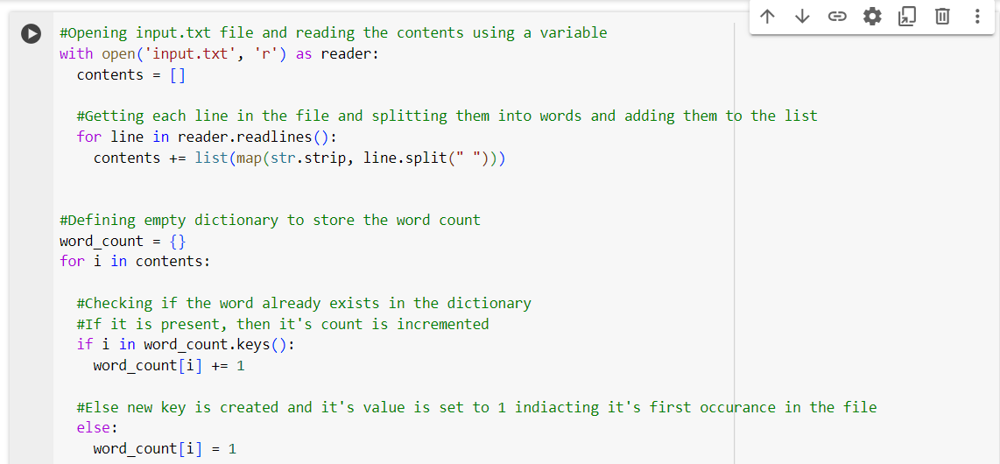 #Opening input.txt file and reading the contents using a variable
with open('input.txt', 'r') as reader:
  contents = []
  #Getting each line in the file and splitting them into words and adding them to the list
  for line in reader.readlines():
    contents += list(map(str.strip, line.split(" ")))
#Defining empty dictionary to store the word count
word_count = {}
for i in contents:
  #Checking if the word already exists in the dictionary
  #If it is present, then it's count is incremented
  if i in word_count.keys():
    word_count[i] += 1
  #Else new key is created and it's value is set to 1 indiacting it's first occurance in the file
  else:
    word_count[i] = 1